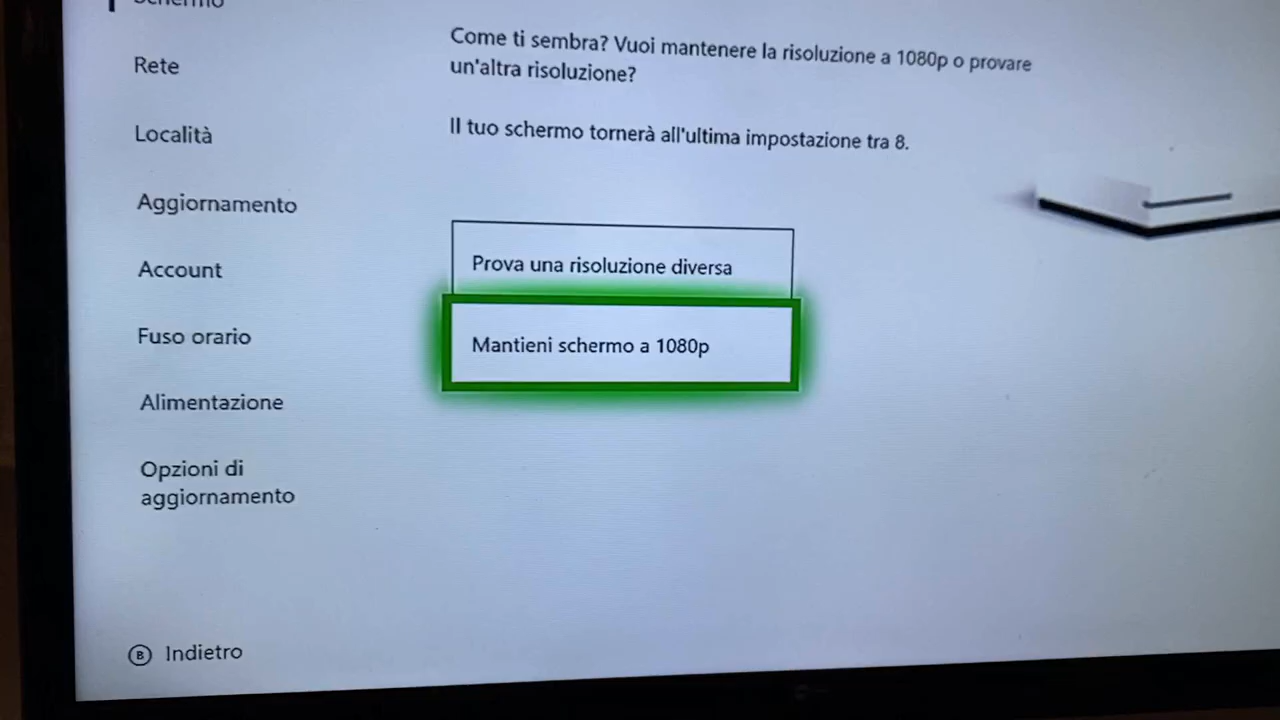 Schermo
Rete
Località
Aggiornamento
Account
Fuso orario
Alimentazione
Opzioni di
aggiornamento
Come ti sembra? Vuoi mantenere la risoluzione a 1080p o provare
un'altra risoluzione?
Il tuo schermo tornerà all'ultima impostazione tra 8.
Prova una risoluzione diversa
Mantieni schermo a 1080p
B Indietro